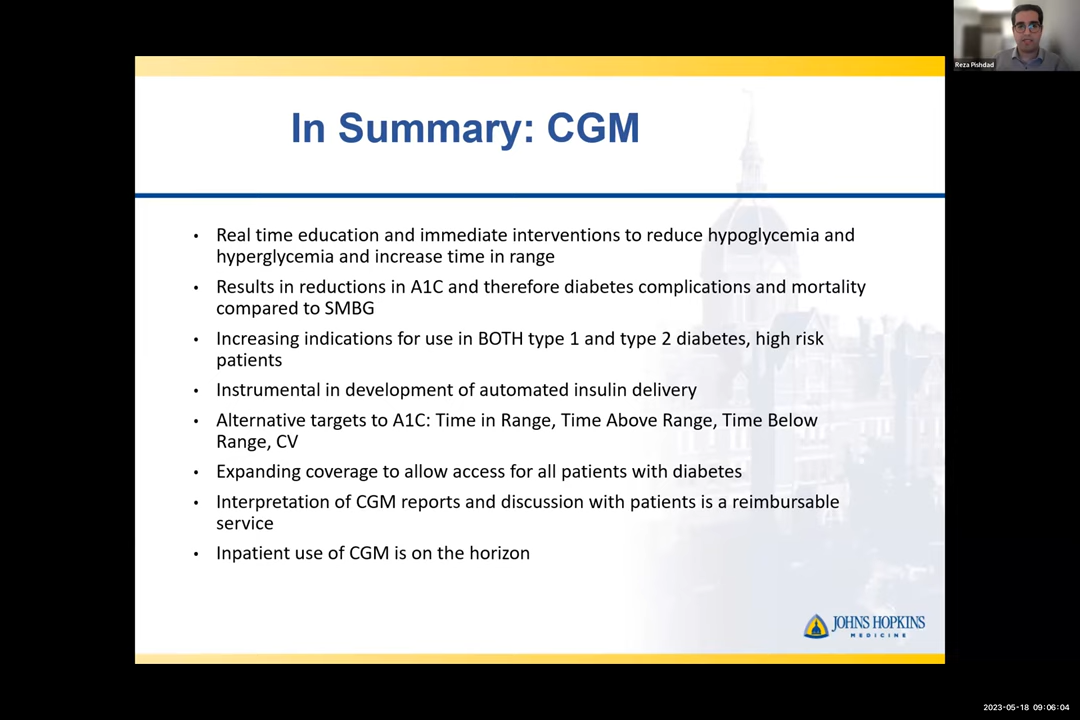 Reza Pishdad
In Summary: CGM
• Real time education and immediate interventions to reduce hypoglycemia and
hyperglycemia and increase time in range
• Results in reductions in A1C and therefore diabetes complications and mortality
compared to SMBG
• Increasing indications for use in BOTH type 1 and type 2 diabetes, high risk
patients
• Instrumental in development of automated insulin delivery
• Alternative targets to A1C: Time in Range, Time Above Range, Time Below
Range, CV
• Expanding coverage to allow access for all patients with diabetes
• Interpretation of CGM reports and discussion with patients is a reimbursable
service
• Inpatient use of CGM is on the horizon
JOHNS HOPKINS
MEDICINE
2023-05-18 09:06:04